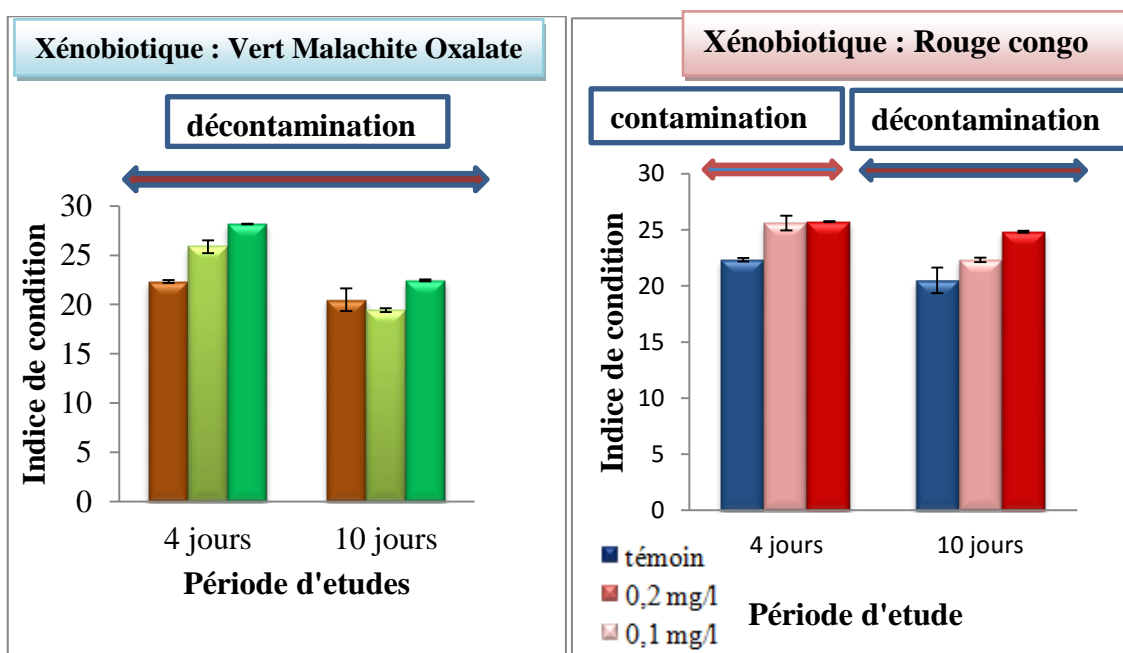 Xénobiotique : Vert Malachite Oxalate
décontamination
30
25
20
15
10
5
0
Indice de condition
4 jours
10 jours
Période d'etudes
Xénobiotique : Rouge congo
contamination
décontamination
30
25
20
15
10
5
0
Indice de condition
4 jours
10 jours
témoin
0,2 mg/l
0,1 mg/l
Période d'etude